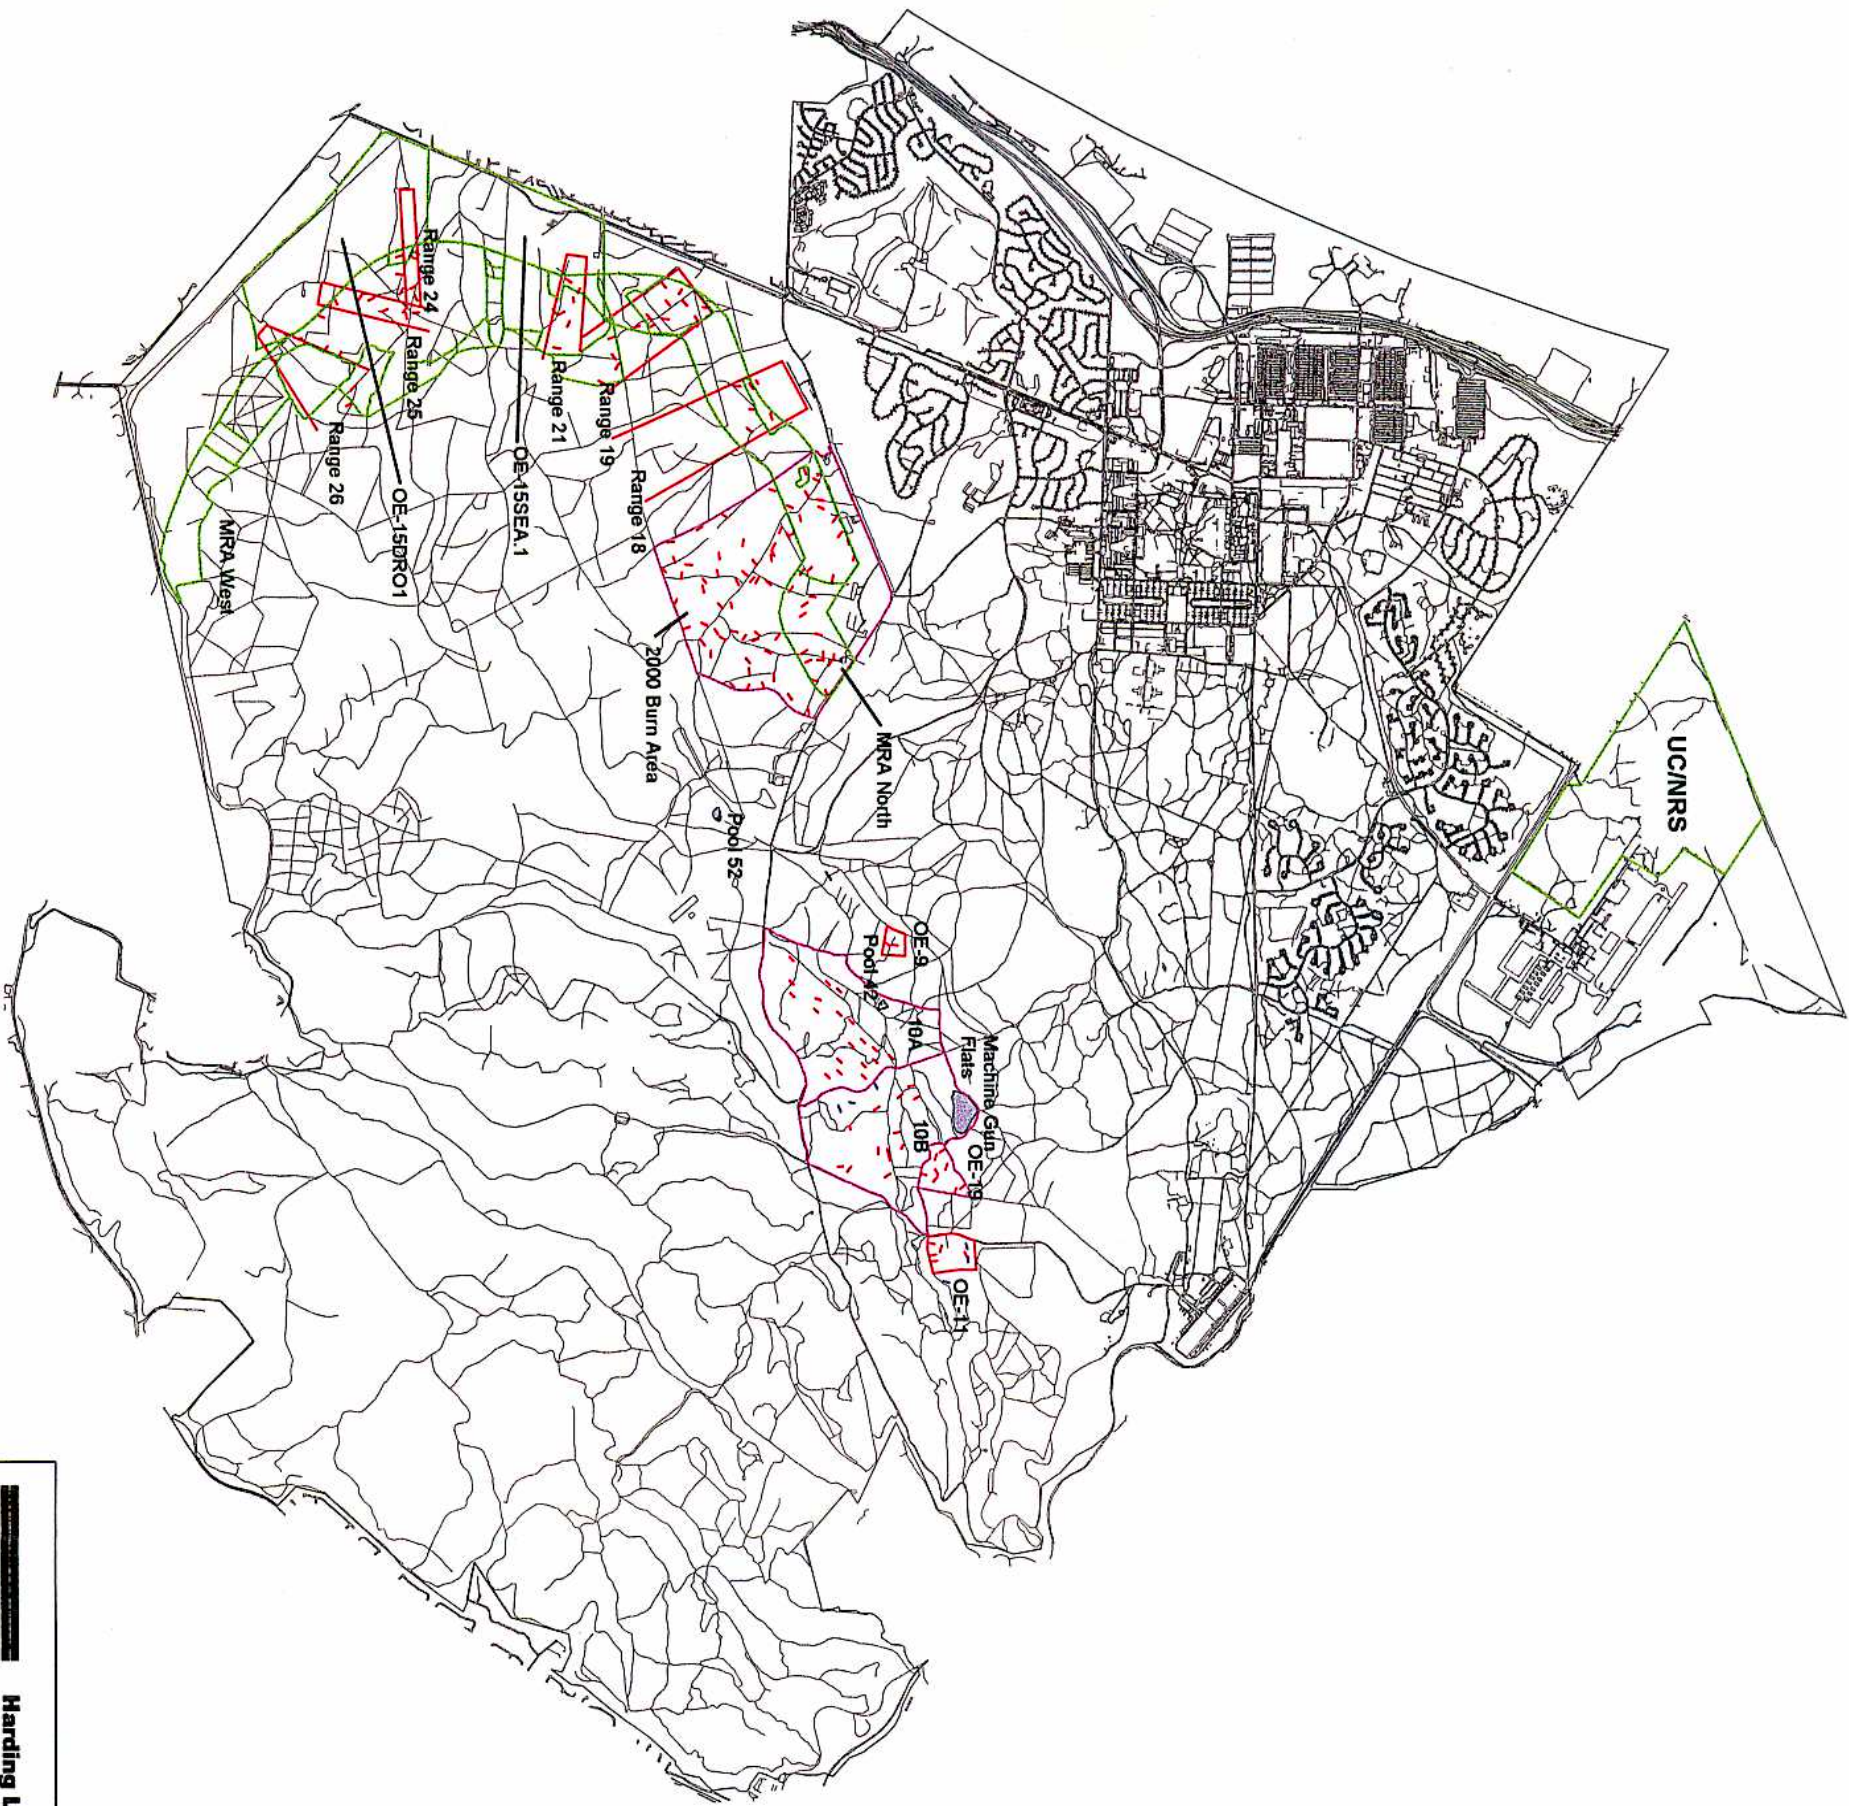 UC/NRS
Range 24
Range 25
Range 26
OE-15DRO1
OE-15SEA.1
Range 21
Range 19
Range 18
MRA West
2000 Burn Area
MRA North
Pool 52
OE-9
Pool 42
10A
Machine Gun
Flats
10B
OE-19
OE-11